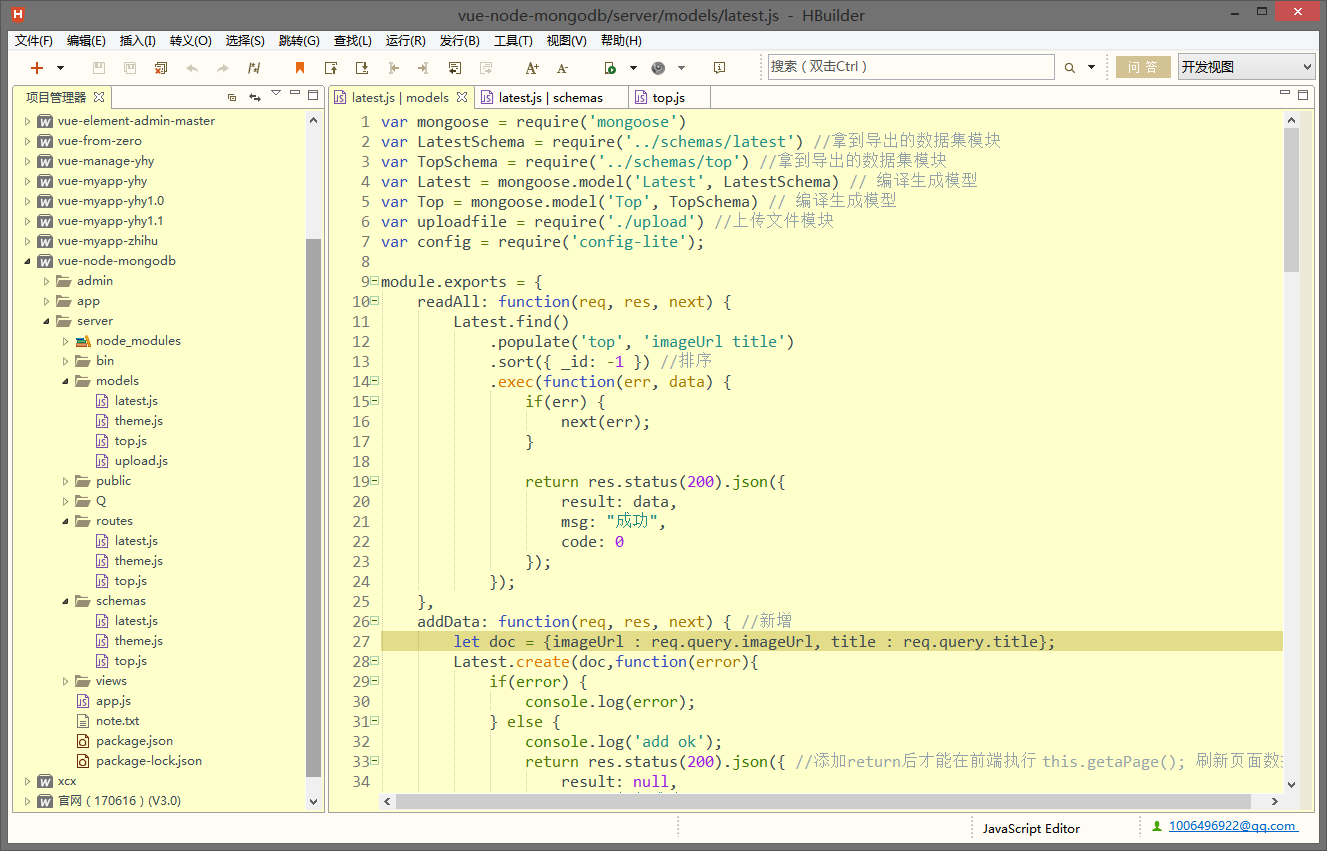 vue-node-mongodb/server/models/latest.js - HBuilder
文件(F) 编辑(E) 插入(I) 转义(O) 选择(S) 跳转(G) 查找(L) 运行(R) 发行(B) 工具(T) 视图(V) 帮助(H)
搜索（双击Ctrl） 问 答 开发视图
项目管理器
vue-element-admin-master
vue-from-zero
vue-manage-yhy
vue-myapp-yhy
vue-myapp-yhy1.0
vue-myapp-yhy1.1
vue-myapp-zhihu
vue-node-mongodb
admin
app
server
node_modules
bin
models
latest.js
theme.js
top.js
upload.js
public
Q
routes
latest.js
theme.js
top.js
schemas
latest.js
theme.js
top.js
views
app.js
note.txt
package.json
package-lock.json
xcx
官网（170616）(V3.0)
latest.js | models latest.js | schemas top.js
1 var mongoose = require('mongoose')
2 var LatestSchema = require('../schemas/latest') //拿到导出的数据集模块
3 var TopSchema = require('../schemas/top') //拿到导出的数据集模块
4 var Latest = mongoose.model('Latest', LatestSchema) // 编译生成模型
5 var Top = mongoose.model('Top', TopSchema) // 编译生成模型
6 var uploadfile = require('./upload') //上传文件模块
7 var config = require('config-lite');
8
9 module.exports = {
10 readAll: function(req, res, next) {
11 Latest.find()
12 .populate('top', 'imageUrl title')
13 .sort({ _id: -1 }) //排序
14 .exec(function(err, data) {
15 if(err) {
16 next(err);
17 }
18
19 return res.status(200).json({
20 result: data,
21 msg: "成功",
22 code: 0
23 });
24 });
25 },
26 addData: function(req, res, next) { //新增
27 let doc = {imageUrl : req.query.imageUrl, title : req.query.title};
28 Latest.create(doc,function(error){
29 if(error) {
30 console.log(error);
31 } else {
32 console.log('add ok');
33 return res.status(200).json({ //添加return后才能在前端执行 this.getaPage(); 刷新页面数
34 result: null,
JavaScript Editor
1006496922@qq.com